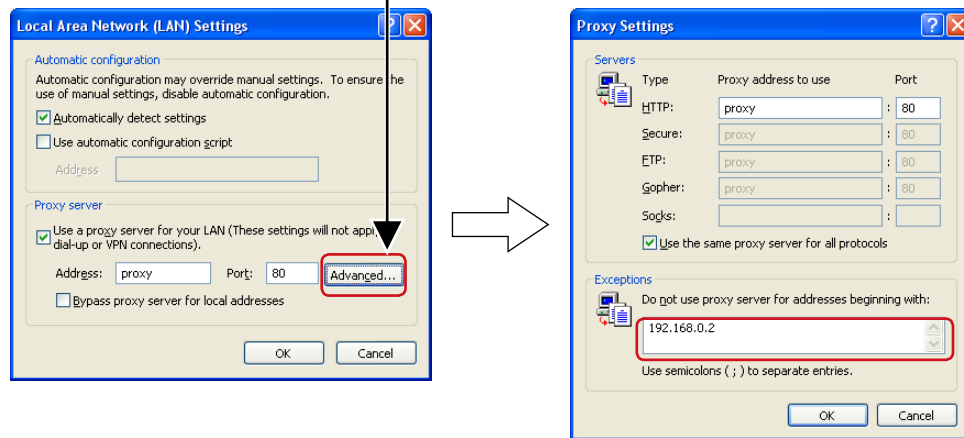 Local Area Network (LAN) Settings
Automatic configuration
Automatic configuration may override manual settings. To ensure the
use of manual settings, disable automatic configuration.
Automatically detect settings
Use automatic configuration script
Address
Proxy server
Use a proxy server for your LAN (These settings will not apply
dial-up or VPN connections).
Address: proxy Port: 80 Advanced...
Bypass proxy server for local addresses
OK Cancel
Proxy Settings
Servers
Type Proxy address to use Port
HTTP: proxy : 80
Secure: proxy : 80
FTP: proxy : 80
Gopher: proxy : 80
Socks: :
Use the same proxy server for all protocols
Exceptions
Do not use proxy server for addresses beginning with:
192.168.0.2
Use semicolons ( ; ) to separate entries.
OK Cancel